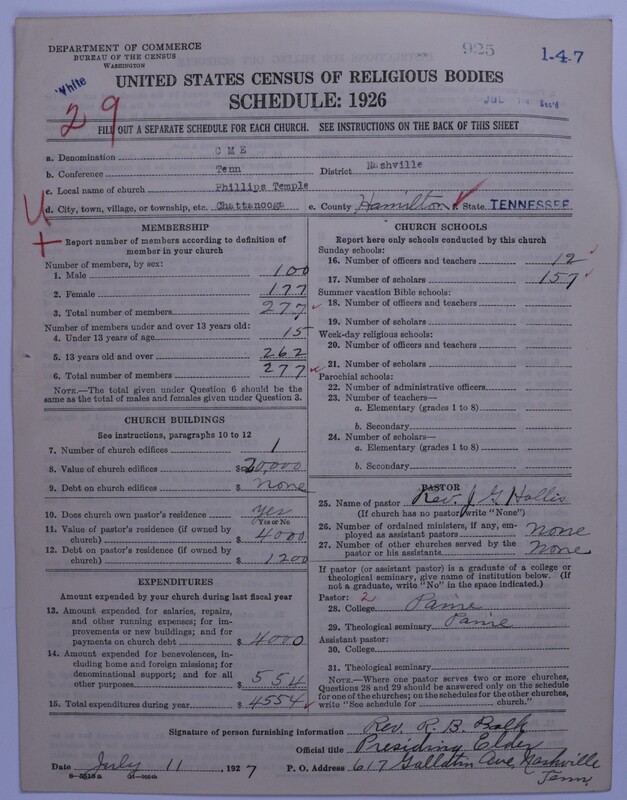 DEPARTMENT OF COMMERCE
BUREAU OF THE CENSUS
WASHINGTON
925
1-4-7
White
UNITED STATES CENSUS OF RELIGIOUS BODIES
SCHEDULE: 1926
JUL Rec'd
29
FILL OUT A SEPARATE SCHEDULE FOR EACH CHURCH. SEE INSTRUCTIONS ON THE BACK OF THIS SHEET
a. Denomination C M E
b. Conference Tenn District Nashville
c. Local name of church Phillips Temple
d. City, town, village, or township, etc. Chattanooga e. County Hamilton f. State TENNESSEE
U
+
MEMBERSHIP
Report number of members according to definition of
member in your church
Number of members, by sex:
1. Male 100
2. Female 177
3. Total number of members 277
Number of members under and over 13 years old:
4. Under 13 years of age 15
5. 13 years old and over 262
6. Total number of members 277
NOTE.—The total given under Question 6 should be the
same as the total of males and females given under Question 3.
CHURCH BUILDINGS
See instructions, paragraphs 10 to 12
7. Number of church edifices 1
8. Value of church edifices $20,000
9. Debt on church edifices $ none
10. Does church own pastor's residence yes
(Yes or No
11. Value of pastor's residence (if owned by
church) $ 4000
12. Debt on pastor's residence (if owned by
church) $ 1200
EXPENDITURES
Amount expended by your church during last fiscal year
13. Amount expended for salaries, repairs,
and other running expenses; for im-
provements or new buildings; and for
payments on church debt $ 4000
14. Amount expended for benevolences, in-
cluding home and foreign missions; for
denominational support; and for all
other purposes $ 554
15. Total expenditures during year $ 4554
CHURCH SCHOOLS
Report here only schools conducted by this church
Sunday schools:
16. Number of officers and teachers 12
17. Number of scholars 157
Summer vacation Bible schools:
18. Number of officers and teachers
19. Number of scholars
Week-day religious schools:
20. Number of officers and teachers
21. Number of scholars
Parochial schools:
22. Number of administrative officers
23. Number of teachers—
a. Elementary (grades 1 to 8)
b. Secondary
24. Number of scholars—
a. Elementary (grades 1 to 8)
b. Secondary
PASTOR
25. Name of pastor Rev. J G Hollis
(If church has no pastor write "None")
26. Number of ordained ministers, if any, em-
ployed as assistant pastors None
27. Number of other churches served by the
pastor or his assistants None
If pastor (or assistant pastor) is a graduate of a college or
theological seminary, give name of institution below. (If
not a graduate, write "No" in the space indicated.)
Pastor: 2
28. College Paine
29. Theological seminary Paine
Assistant pastor:
30. College
31. Theological seminary
NOTE.—Where one pastor serves two or more churches,
Questions 28 and 29 should be answered only on the schedule
for one of the churches; on the schedules for the other churches,
write "See schedule for church."
Signature of person furnishing information Rev. R. B.
Official title Presiding Elder
Date July 11, 1927 P. O. Address 617 Gallatin Ave, Nashville
Tenn.